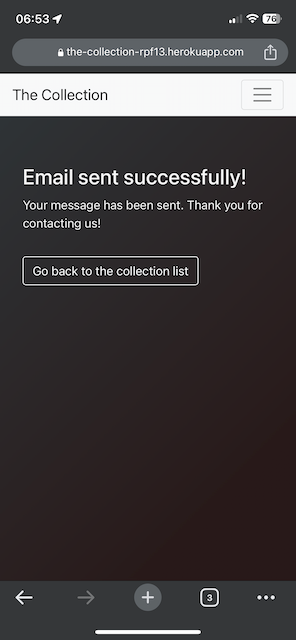 06:53
76
the-collection-rpf13.herokuapp.com
The Collection
Email sent successfully!
Your message has been sent. Thank you for
contacting us!
Go back to the collection list
3